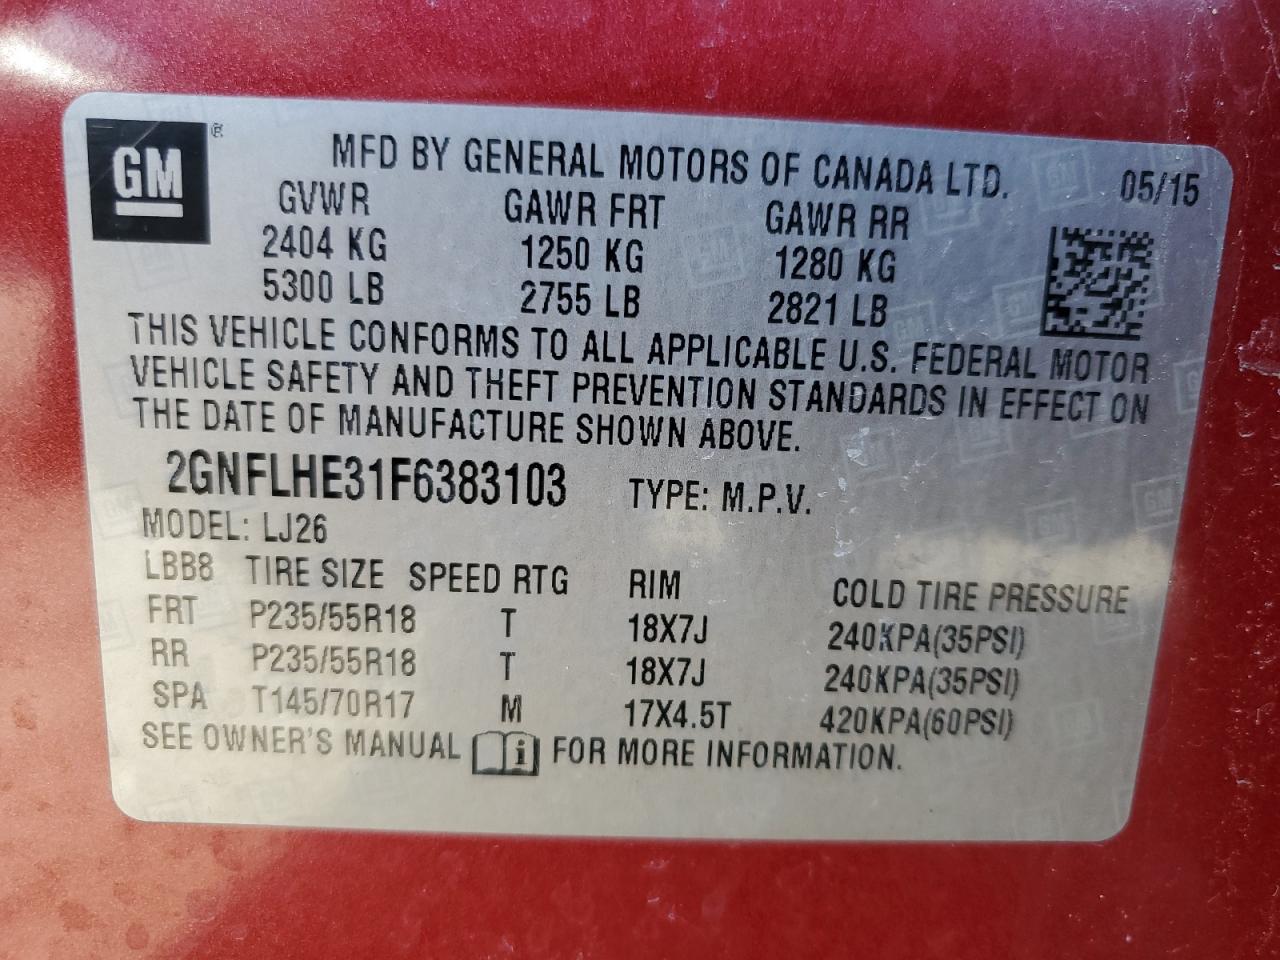 GM ®
MFD BY GENERAL MOTORS OF CANADA LTD. 05/15
GVWR GAWR FRT GAWR RR
2404 KG 1250 KG 1280 KG
5300 LB 2755 LB 2821 LB
THIS VEHICLE CONFORMS TO ALL APPLICABLE U.S. FEDERAL MOTOR
VEHICLE SAFETY AND THEFT PREVENTION STANDARDS IN EFFECT ON
THE DATE OF MANUFACTURE SHOWN ABOVE.
2GNFLHE31F6383103 TYPE: M.P.V.
MODEL: LJ26
LBB8 TIRE SIZE SPEED RTG RIM COLD TIRE PRESSURE
FRT P235/55R18 T 18X7J 240KPA(35PSI)
RR P235/55R18 T 18X7J 240KPA(35PSI)
SPA T145/70R17 M 17X4.5T 420KPA(60PSI)
SEE OWNER'S MANUAL i FOR MORE INFORMATION.